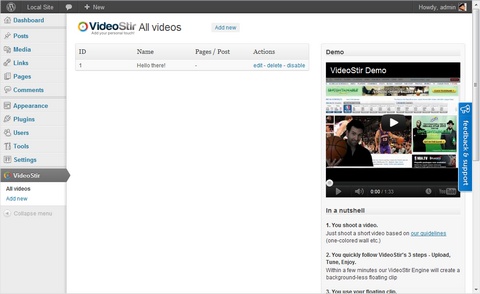 Local Site
0
+ New
Howdy, admin
Dashboard
Posts
Media
Links
Pages
Comments
Appearance
Plugins
Users
Tools
Settings
VideoStir
All videos
Add new
Collapse menu
VideoStir All videos
Add new
Add your personal touch!
ID Name Pages / Post Actions
1 Hello there! - edit - delete - disable
Demo
VideoStir Demo
0:00 / 1:33
You Tube
feedback & support
In a nutshell
1. You shoot a video.
Just shoot a short video based on our guidelines
(one-colored wall etc.)
2. You quickly follow VideoStir's 3 steps - Upload,
Tune, Enjoy.
Within a few minutes our VideoStir Engine will create a
background-less floating clip
3. You use your floating clip.